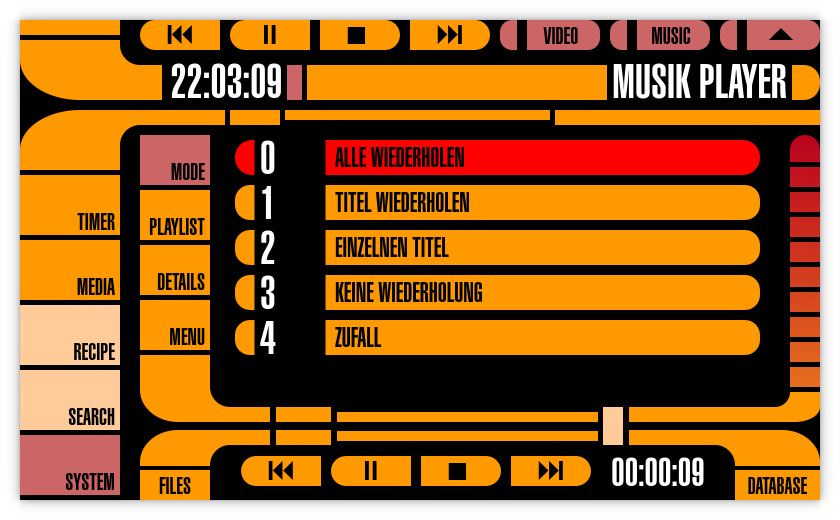 VIDEO
MUSIC
22:03:09
MUSIK PLAYER
MODE
0 ALLE WIEDERHOLEN
TIMER
PLAYLIST
1 TITEL WIEDERHOLEN
MEDIA
DETAILS
2 EINZELNEN TITEL
RECIPE
MENU
3 KEINE WIEDERHOLUNG
4 ZUFALL
SEARCH
SYSTEM
FILES
00:00:09
DATABASE